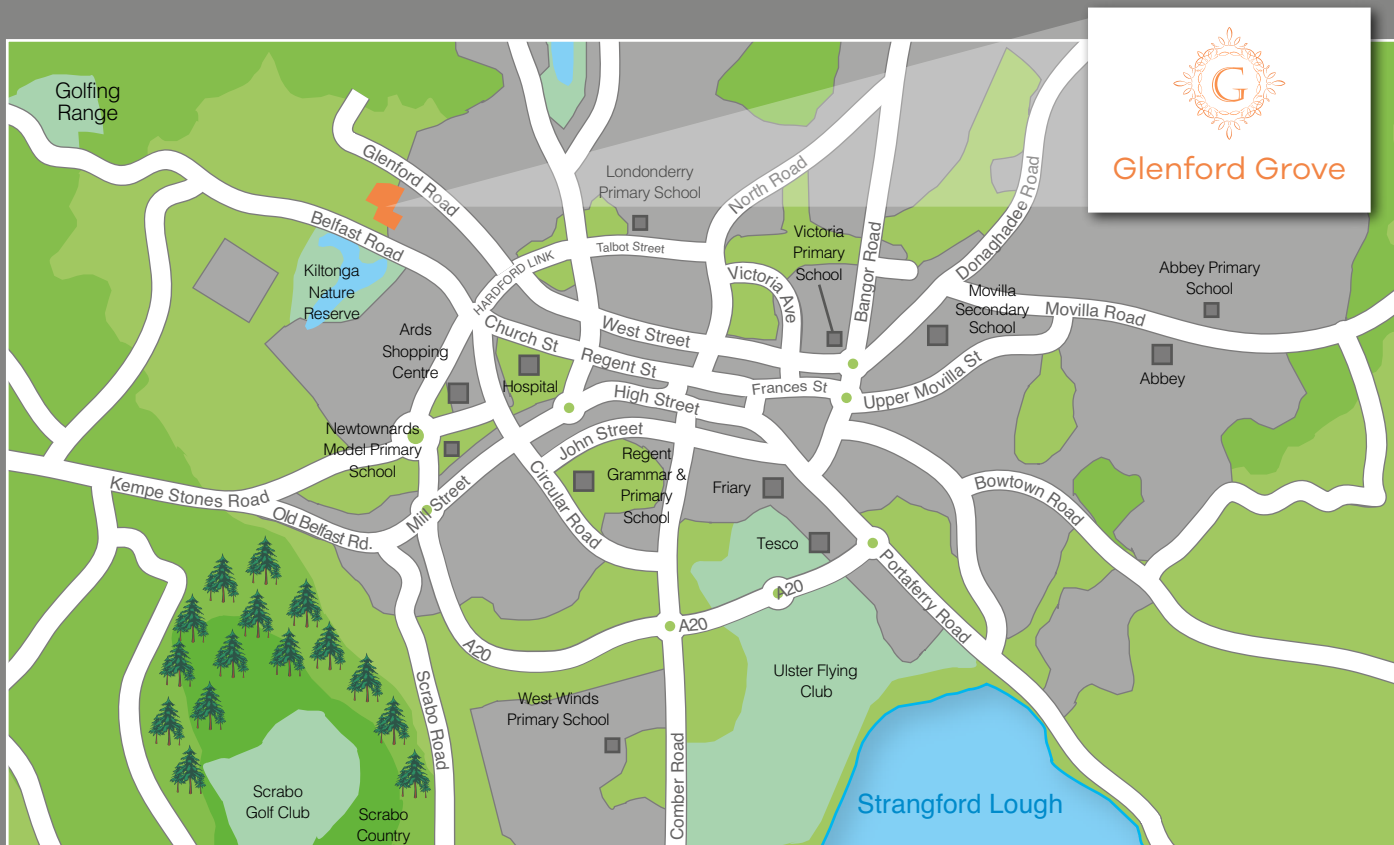 G
Glenford Grove
Golfing
Range
Glenford Road
Londonderry
Primary School
North Road
Belfast Road
Kiltonga
Nature
Reserve
HARDFORD LINK
Talbot Street
Victoria
Primary
School
Bangor Road
Donaghadee Road
Victoria Ave
Abbey Primary
School
Movilla
Secondary
School
Movilla Road
Ards
Shopping
Centre
Church St
West Street
Regent St
Hospital
High Street
Frances St
Upper Movilla St
Abbey
Newtownards
Model Primary
School
John Street
Regent
Grammar &
Primary
School
Friary
Kempe Stones Road
Old Belfast Rd.
Mill Street
Circular Road
Bowtown Road
Tesco
A20
A20
A20
Portaferry Road
Scrabo Road
Ulster Flying
Club
West Winds
Primary School
Comber Road
Scrabo
Golf Club
Scrabo
Country
Strangford Lough